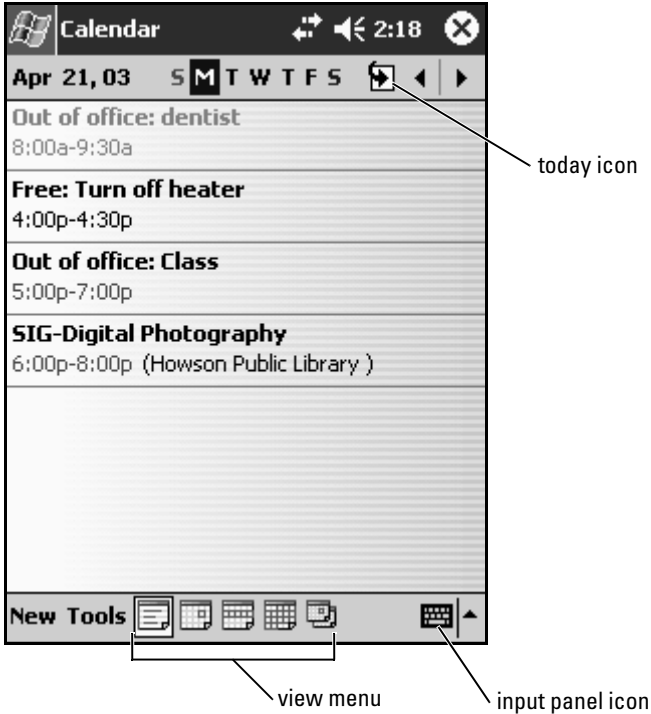 Calendar 2:18
Apr 21, 03 S M T W T F S
Out of office: dentist
8:00a-9:30a
today icon
Free: Turn off heater
4:00p-4:30p
Out of office: Class
5:00p-7:00p
SIG-Digital Photography
6:00p-8:00p (Howson Public Library )
New Tools
view menu
input panel icon